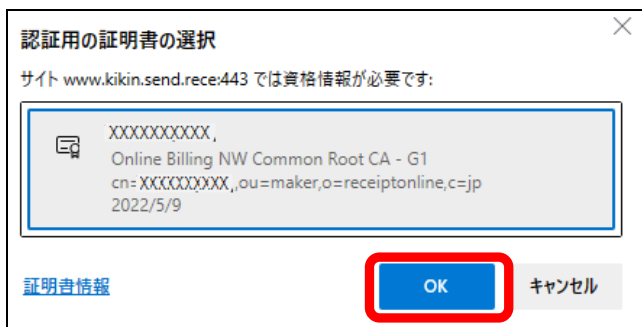 認証用の証明書の選択
サイト www.kikin.send.rece:443 では資格情報が必要です:
XXXXXXXXXX,
Online Billing NW Common Root CA - G1
cn=XXXXXXXXXX,,ou=maker,o=receiptonline,c=jp
2022/5/9
証明書情報
OK
キャンセル